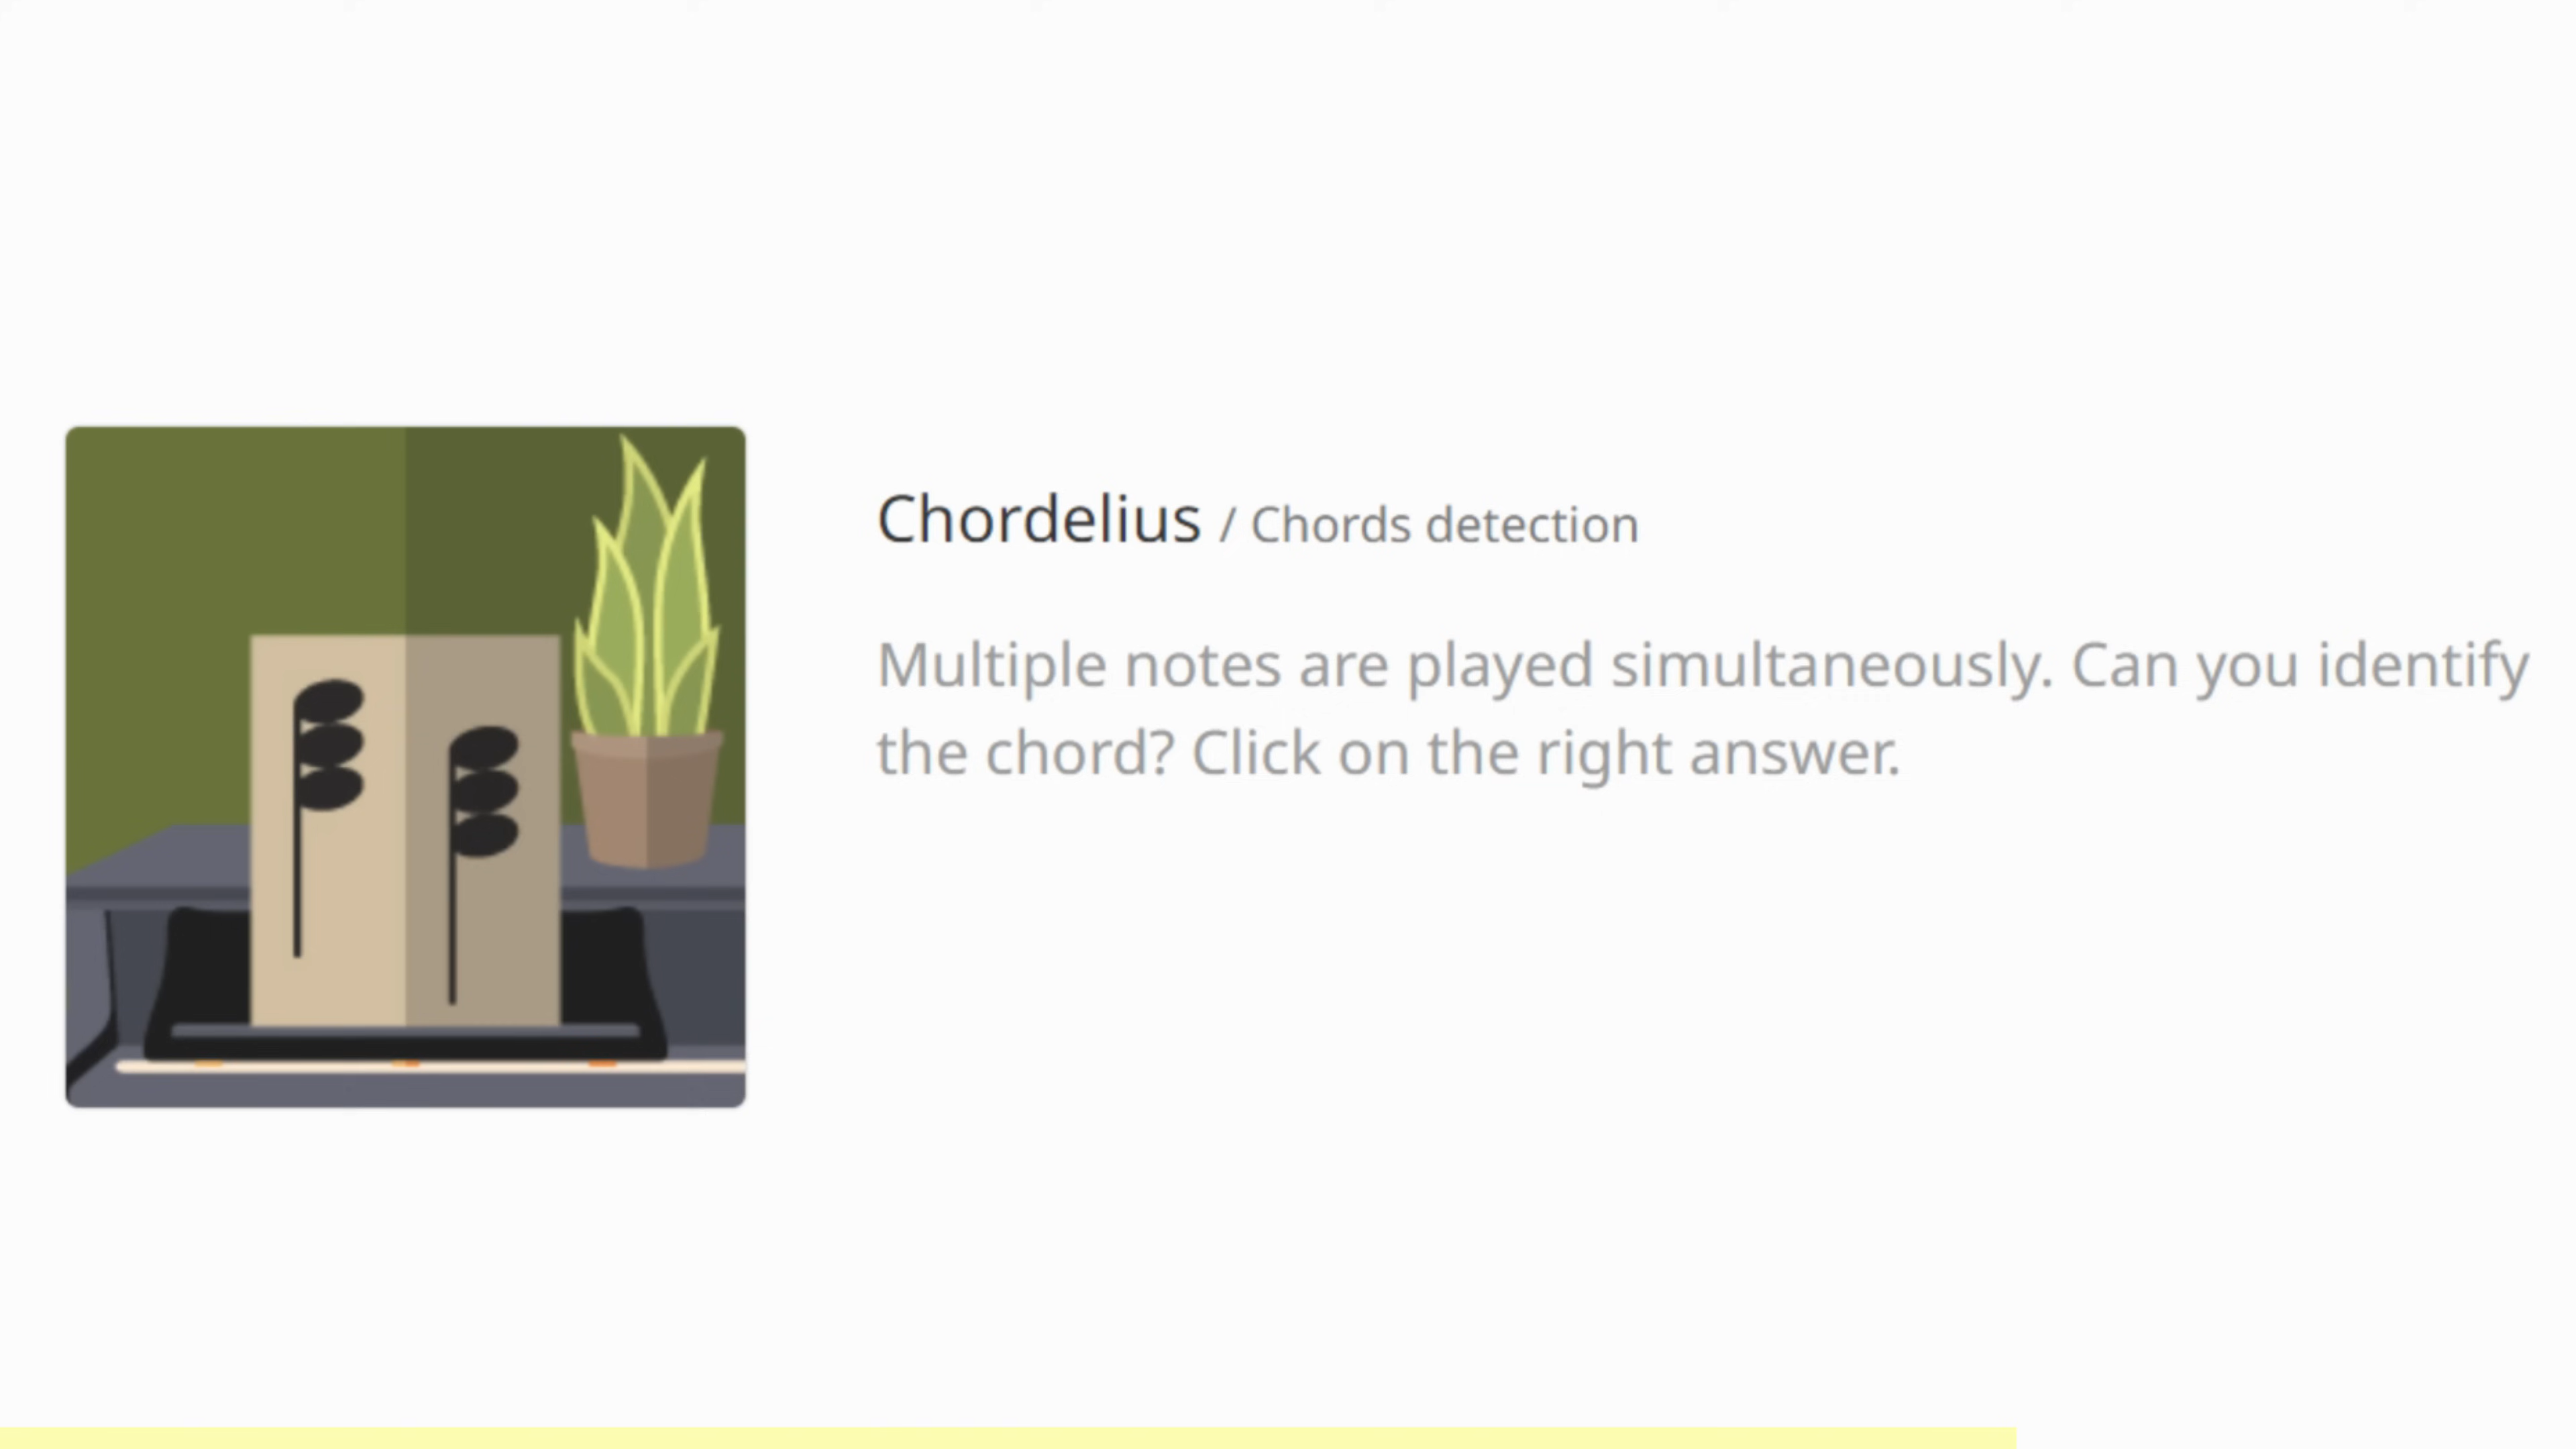 Chordelius / Chords detection
Multiple notes are played simultaneously. Can you identify
the chord? Click on the right answer.